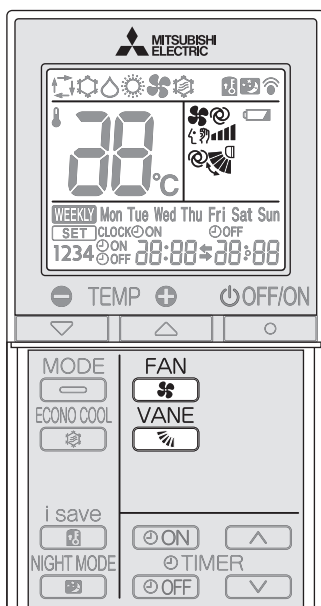 MITSUBISHI
ELECTRIC
88°C
WEEKLY Mon Tue Wed Thu Fri Sat Sun
SET CLOCK ON OFF
1234 ON OFF 88:88 88:88
TEMP OFF/ON
MODE FAN
ECONO COOL VANE
i save
ON
NIGHT MODE TIMER
OFF